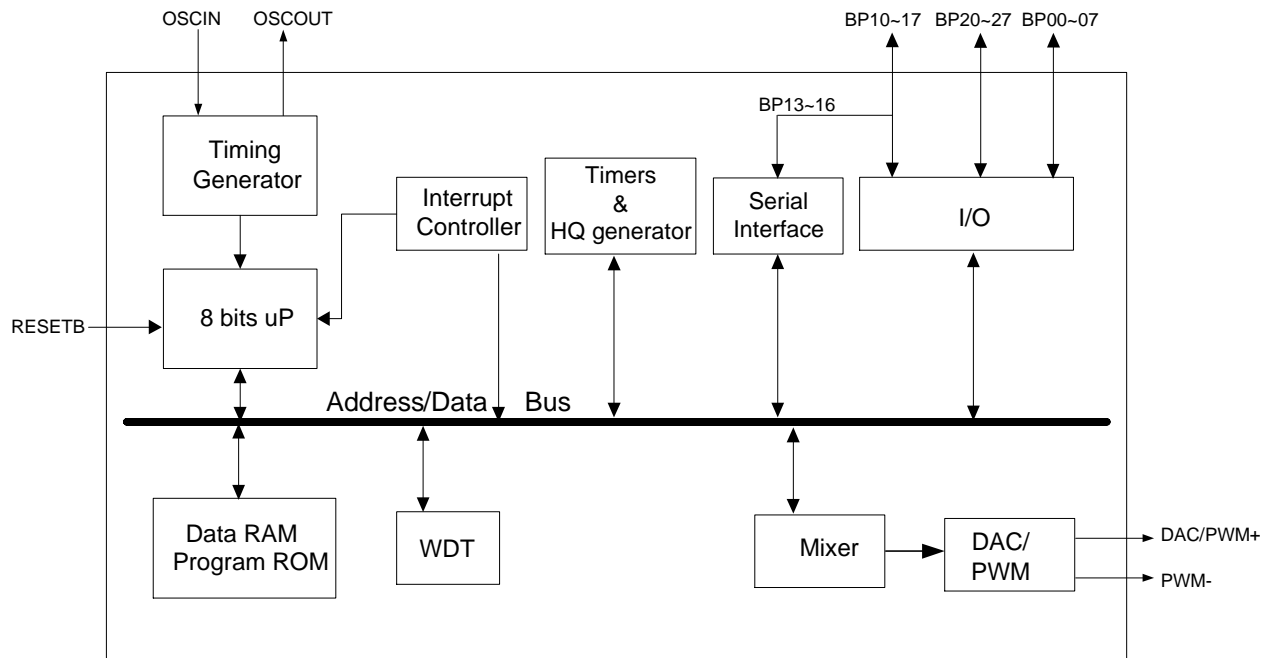 OSCIN OSCOUT
BP10~17 BP20~27 BP00~07
BP13~16
Timing
Generator
Interrupt
Controller
Timers
&
HQ generator
Serial
Interface
I/O
8 bits uP
RESETB
Address/Data Bus
Data RAM
Program ROM
WDT
Mixer
DAC/
PWM
DAC/PWM+
PWM-